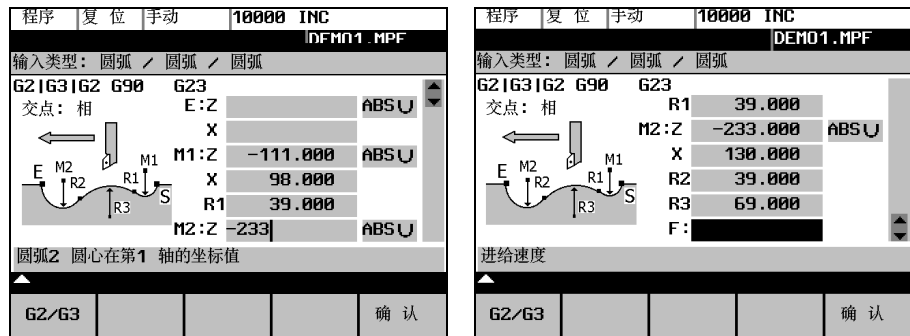 程序 复 位 手动 10000 INC
DEMO1.MPF
输入类型: 圆弧 / 圆弧 / 圆弧
G2|G3|G2 G90 G23
交点: 相
E:Z ABS
X
M1:Z -111.000 ABS
X 98.000
R1 39.000
M2:Z -233 ABS
E M2 R2 R1 M1 R3 S
圆弧2 圆心在第1 轴的坐标值
G2/G3 确 认
程序 复 位 手动 10000 INC
DEMO1.MPF
输入类型: 圆弧 / 圆弧 / 圆弧
G2|G3|G2 G90 G23
交点: 相
R1 39.000
M2:Z -233.000 ABS
X 130.000
R2 39.000
R3 69.000
F:
E M2 R2 R1 M1 R3 S
进给速度
G2/G3 确 认